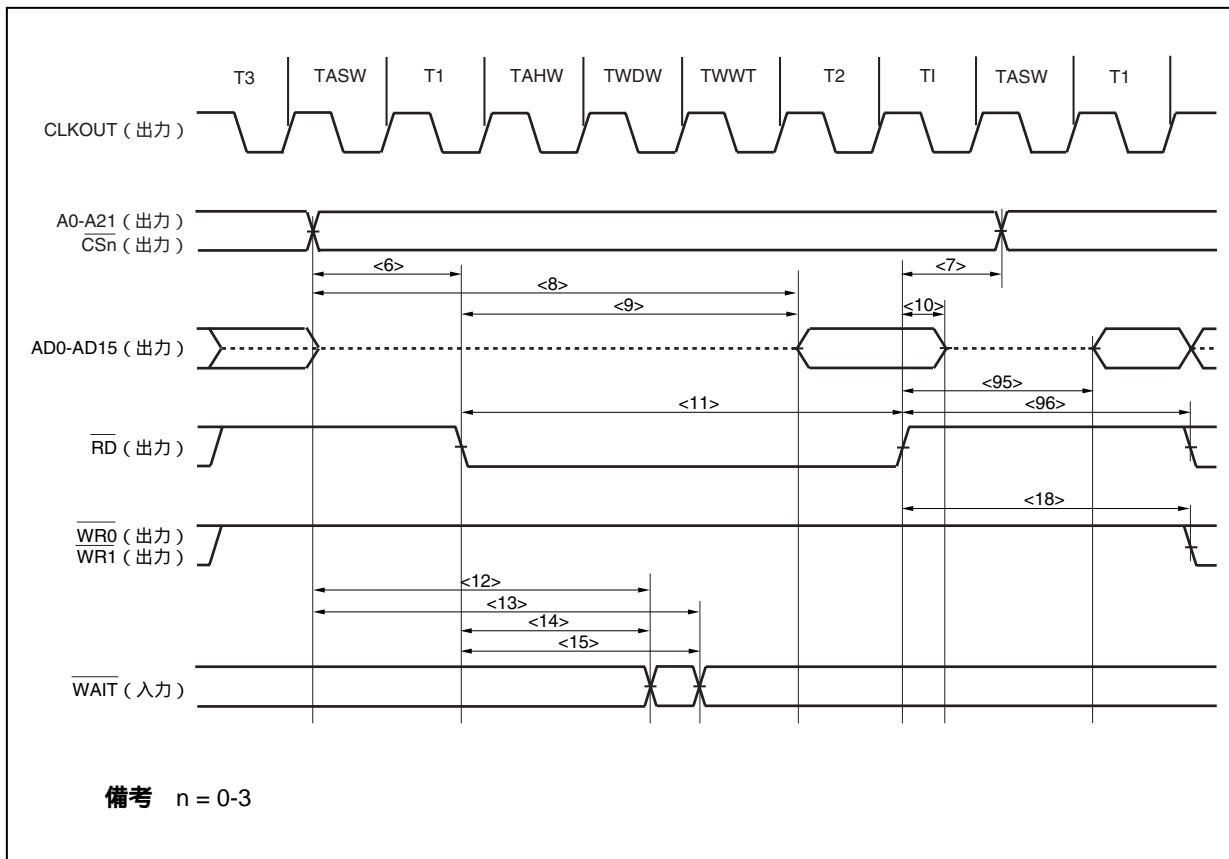 T3 TASW T1 TAHW TWDW TWWT T2 TI TASW T1
CLKOUT（出力）
A0-A21（出力）
CSn（出力）
<6>
<7>
<8>
<9>
<10>
AD0-AD15（出力）
<95>
<11>
<96>
RD（出力）
<18>
WR0（出力）
WR1（出力）
<12>
<13>
<14>
<15>
WAIT（入力）
備考 n = 0-3